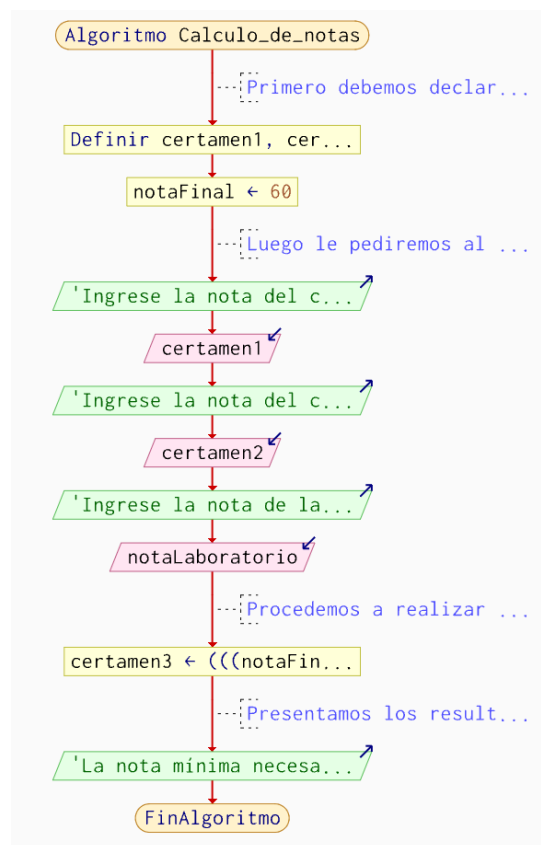 Algoritmo Calculo_de_notas
Primero debemos declar...
Definir certamen1, cer...
notaFinal ← 60
Luego le pediremos al ...
'Ingrese la nota del c...
certamen1
'Ingrese la nota del c...
certamen2
'Ingrese la nota de la...
notaLaboratorio
Procedemos a realizar ...
certamen3 ← (((notaFin...
Presentamos los result...
'La nota mínima necesa...
FinAlgoritmo